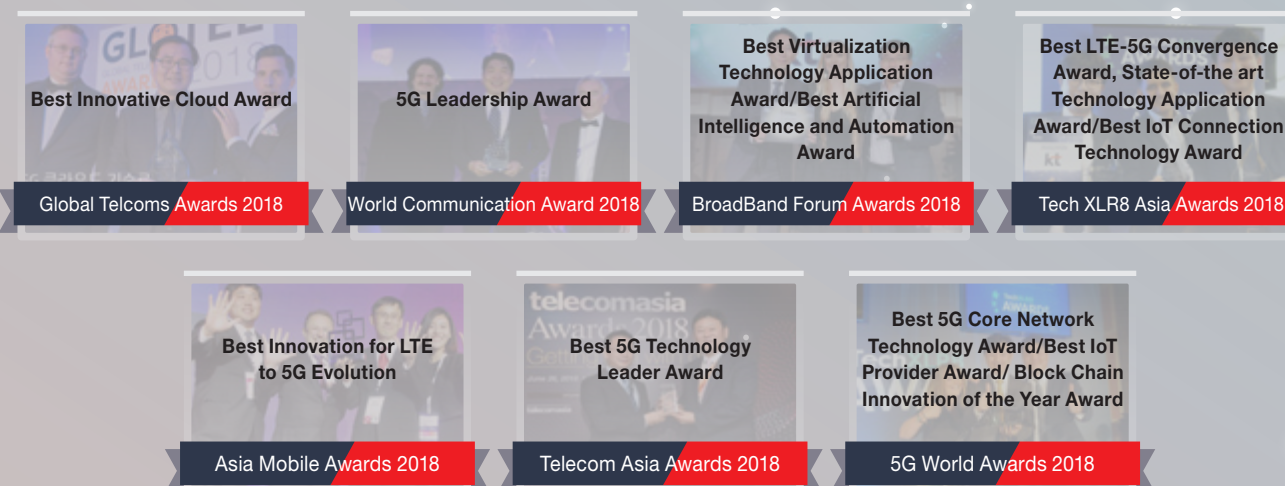 Best Innovative Cloud Award
Global Telcoms Awards 2018
5G Leadership Award
World Communication Award 2018
Best Virtualization
Technology Application
Award/Best Artificial
Intelligence and Automation
Award
BroadBand Forum Awards 2018
Best LTE-5G Convergence
Award, State-of-the art
Technology Application
Award/Best IoT Connection
Technology Award
kt
Tech XLR8 Asia Awards 2018
Best Innovation for LTE
to 5G Evolution
Asia Mobile Awards 2018
telecomasia
Awards 2018
Best 5G Technology
Leader Award
Telecom Asia Awards 2018
Best 5G Core Network
Technology Award/Best IoT
Provider Award/ Block Chain
Innovation of the Year Award
5G World Awards 2018